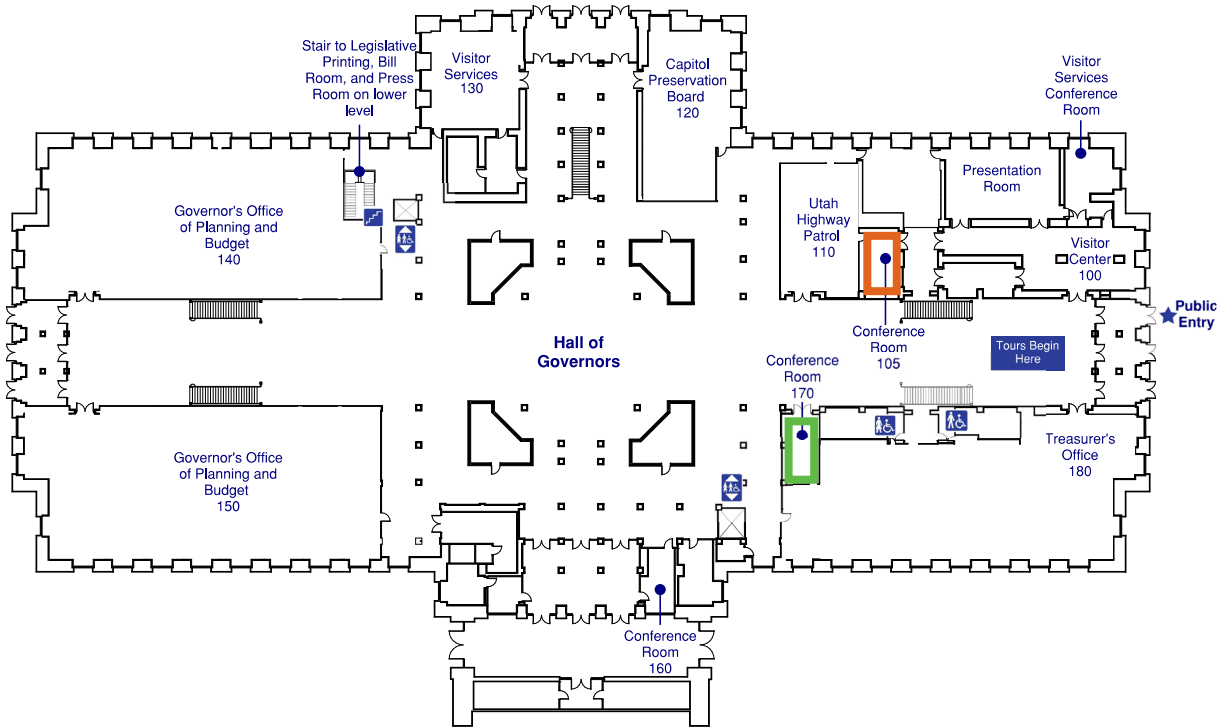 Stair to Legislative
Printing, Bill
Room, and Press
Room on lower
level
Visitor
Services
130
Capitol
Preservation
Board
120
Visitor
Services
Conference
Room
Governor's Office
of Planning and
Budget
140
Utah
Highway
Patrol
110
Presentation
Room
Visitor
Center
100
Public
Entry
Hall of
Governors
Conference
Room
105
Tours Begin
Here
Conference
Room
170
Governor's Office
of Planning and
Budget
150
Treasurer's
Office
180
Conference
Room
160